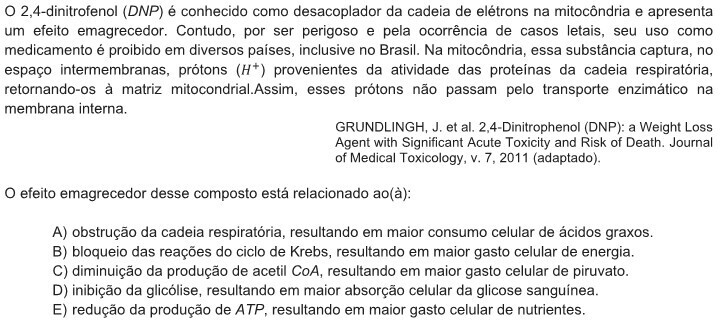 O 2,4-dinitrofenol (DNP) é conhecido como desacoplador da cadeia de elétrons na mitocôndria e apresenta
um efeito emagrecedor. Contudo, por ser perigoso e pela ocorrência de casos letais, seu uso como
medicamento é proibido em diversos países, inclusive no Brasil. Na mitocôndria, essa substância captura, no
espaço intermembranas, prótons (H⁺) provenientes da atividade das proteínas da cadeia respiratória,
retornando-os à matriz mitocondrial.Assim, esses prótons não passam pelo transporte enzimático na
membrana interna.
GRUNDLINGH, J. et al. 2,4-Dinitrophenol (DNP): a Weight Loss
Agent with Significant Acute Toxicity and Risk of Death. Journal
of Medical Toxicology, v. 7, 2011 (adaptado).
O efeito emagrecedor desse composto está relacionado ao(à):
A) obstrução da cadeia respiratória, resultando em maior consumo celular de ácidos graxos.
B) bloqueio das reações do ciclo de Krebs, resultando em maior gasto celular de energia.
C) diminuição da produção de acetil CoA, resultando em maior gasto celular de piruvato.
D) inibição da glicólise, resultando em maior absorção celular da glicose sanguínea.
E) redução da produção de ATP, resultando em maior gasto celular de nutrientes.